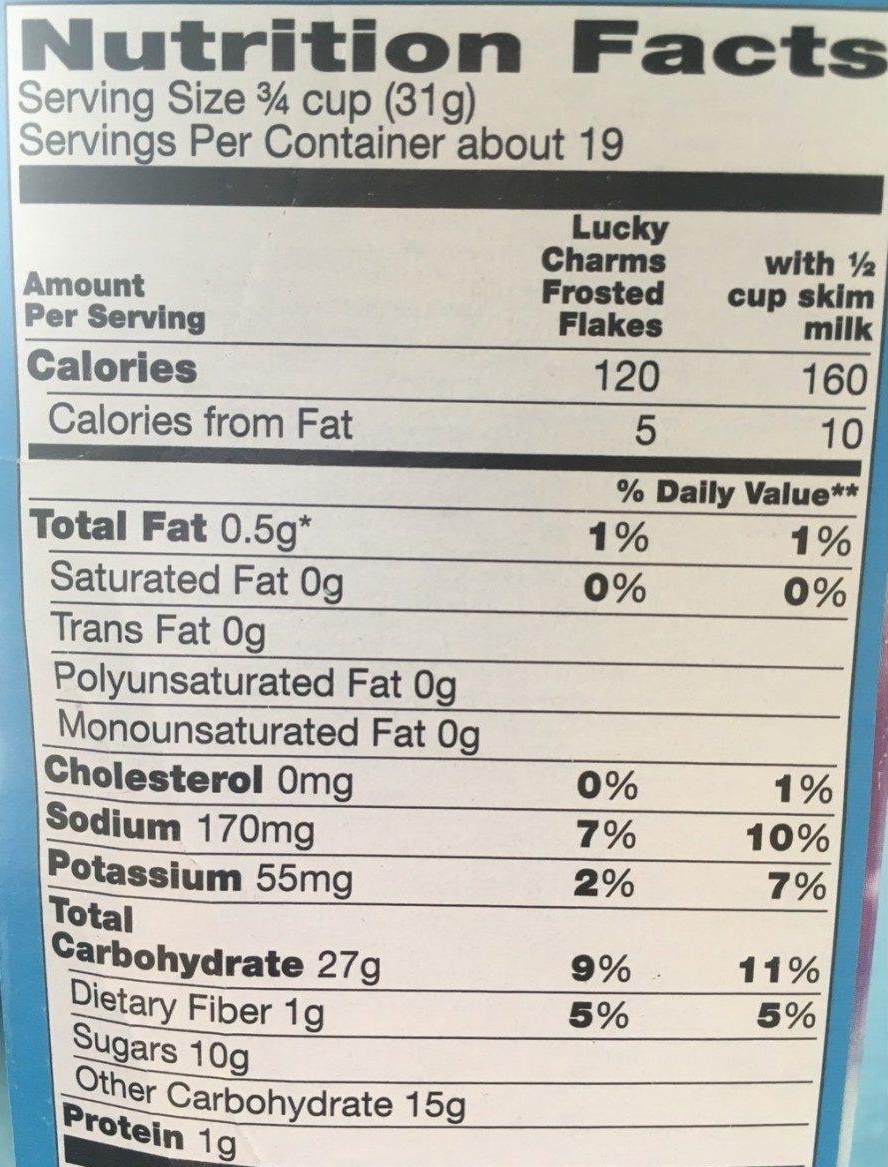 Nutrition Facts
Serving Size ¾ cup (31g)
Servings Per Container about 19
Amount
Per Serving
Lucky
Charms
Frosted
Flakes
with ½
cup skim
milk
Calories 120 160
Calories from Fat 5 10
% Daily Value**
Total Fat 0.5g* 1% 1%
Saturated Fat 0g 0% 0%
Trans Fat 0g
Polyunsaturated Fat 0g
Monounsaturated Fat 0g
Cholesterol 0mg 0% 1%
Sodium 170mg 7% 10%
Potassium 55mg 2% 7%
Total
Carbohydrate 27g 9% 11%
Dietary Fiber 1g 5% 5%
Sugars 10g
Other Carbohydrate 15g
Protein 1g